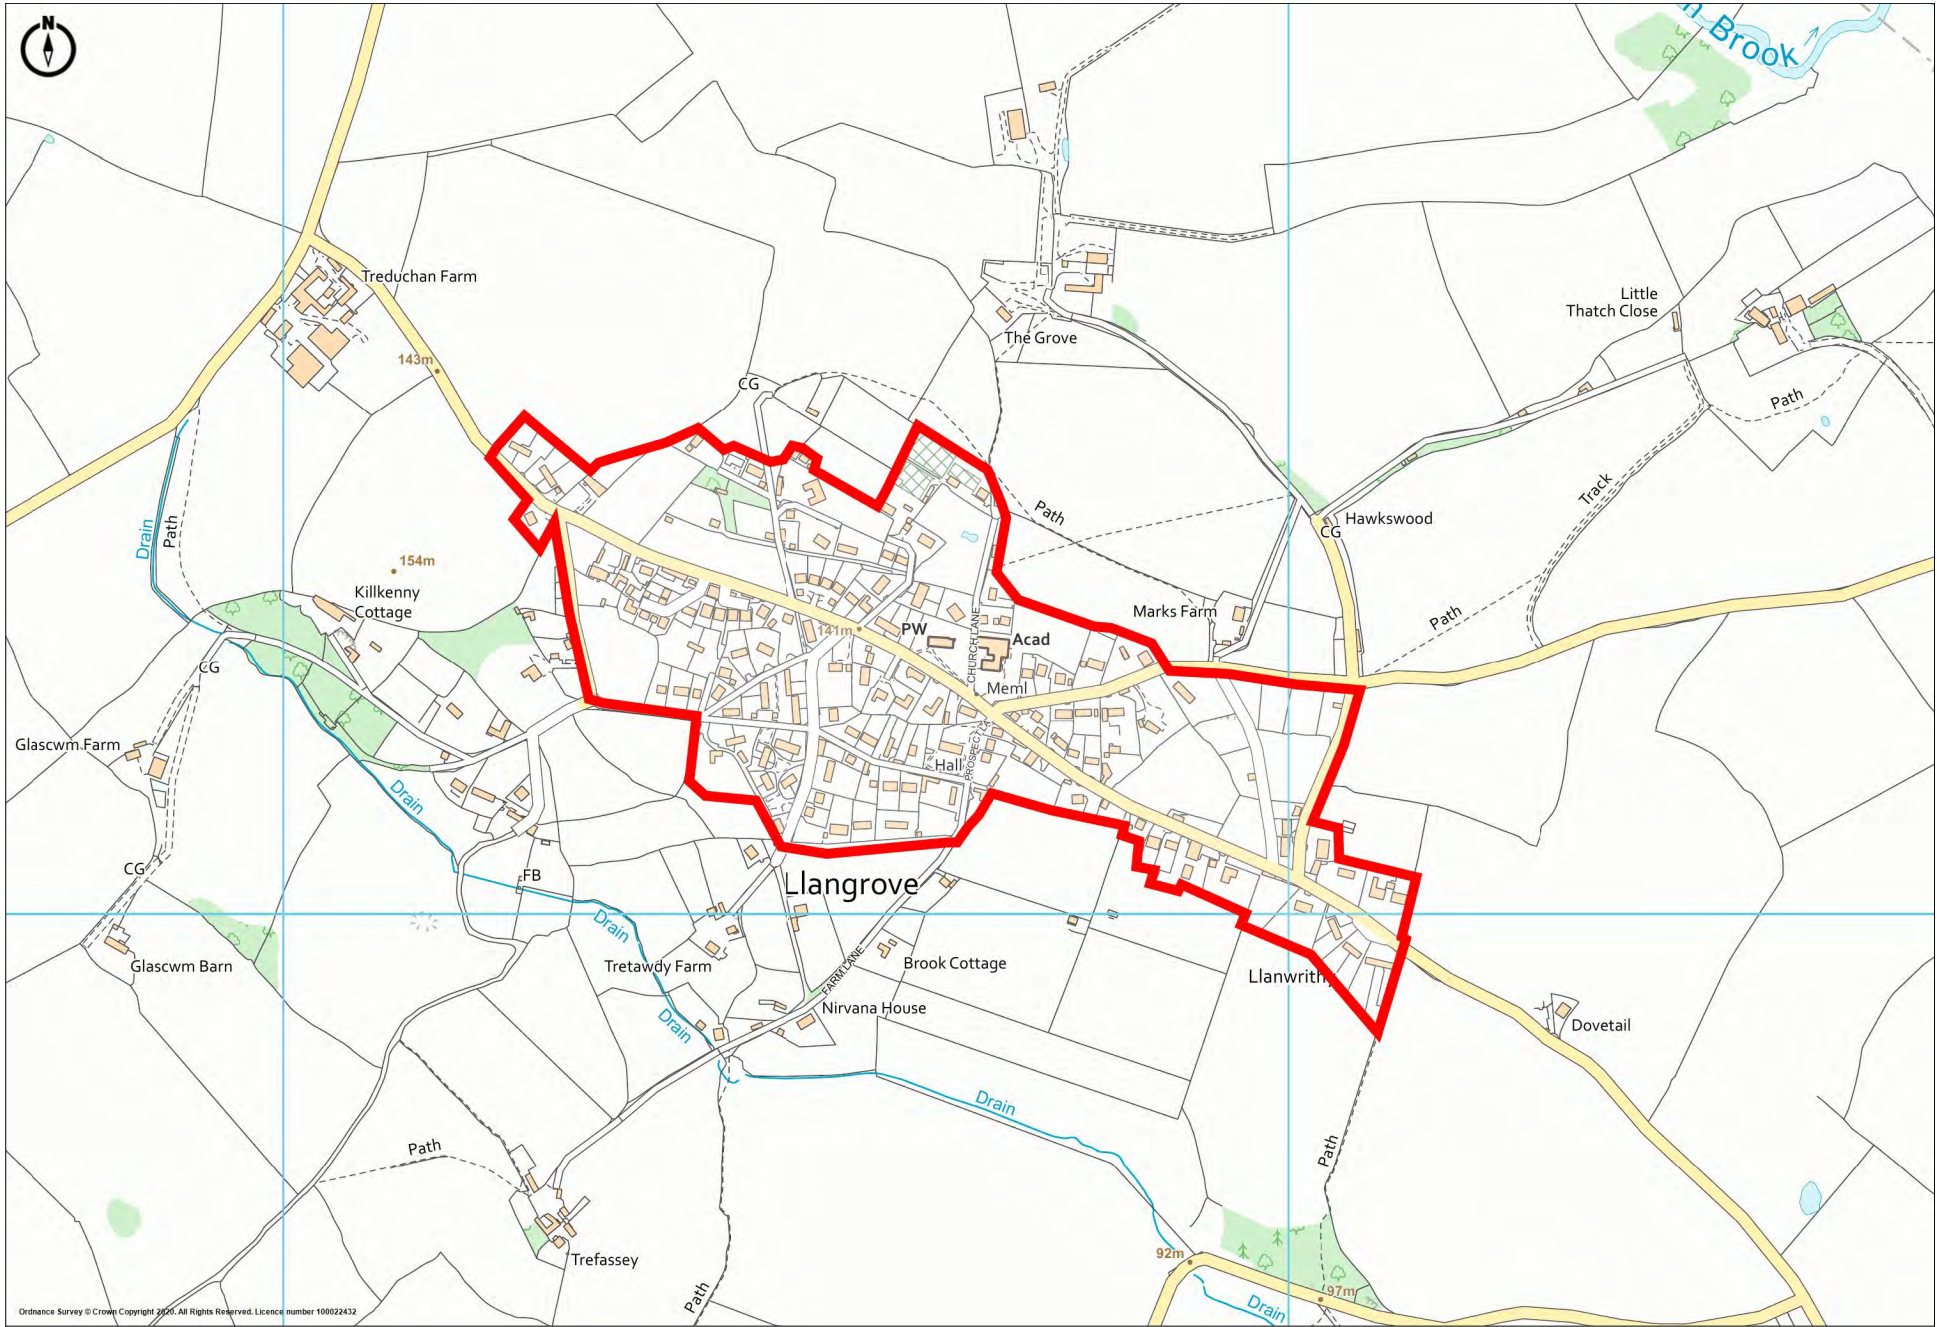 N
n Brook
Treduchan Farm
Little
Thatch Close
The Grove
143m
CG
Path
Path
Track
Hawkswood
CG
Drain
Path
154m
Killkenny
Cottage
Marks Farm
Path
CHURCH LANE
141m
PW
Acad
CG
Meml
Glascwm Farm
PROSPECT
Hall
Drain
CG
FB
Llangrove
Drain
Glascwm Barn
Tretawdy Farm
FARM LANE
Brook Cottage
Llanwrith
Nirvana House
Drain
Dovetail
Drain
Path
Path
Trefassey
92m
97m
Path
Drain
Ordnance Survey © Crown Copyright 2020. All Rights Reserved. Licence number 100022432